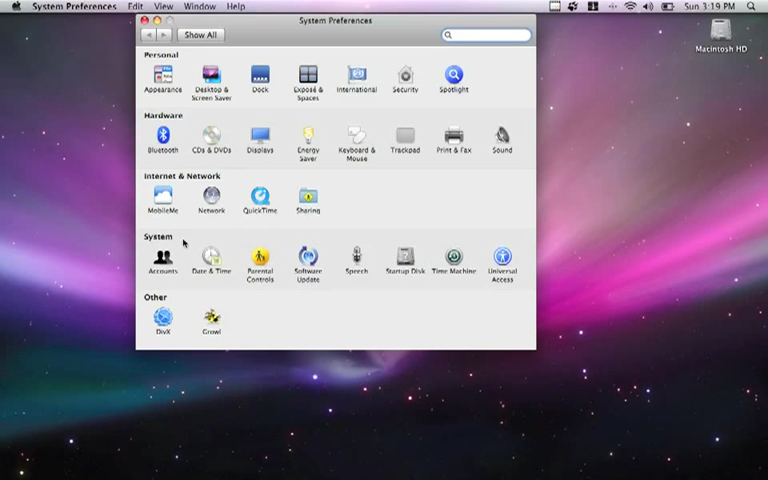 System Preferences Edit View Window Help Sun 3:19 PM
System Preferences
Show All
Macintosh HD
Personal
Appearance Desktop & Screen Saver Dock Exposé & Spaces International Security Spotlight
Hardware
Bluetooth CDs & DVDs Displays Energy Saver Keyboard & Mouse Trackpad Print & Fax Sound
Internet & Network
MobileMe Network QuickTime Sharing
System
Accounts Date & Time Parental Controls Software Update Speech Startup Disk Time Machine Universal Access
Other
DivX Growl